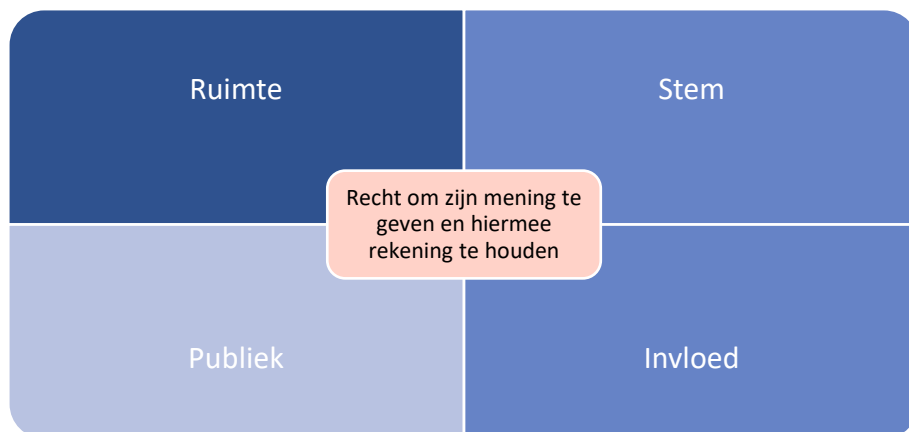 Ruimte
Stem
Recht om zijn mening te
geven en hiermee
rekening te houden
Publiek
Invloed